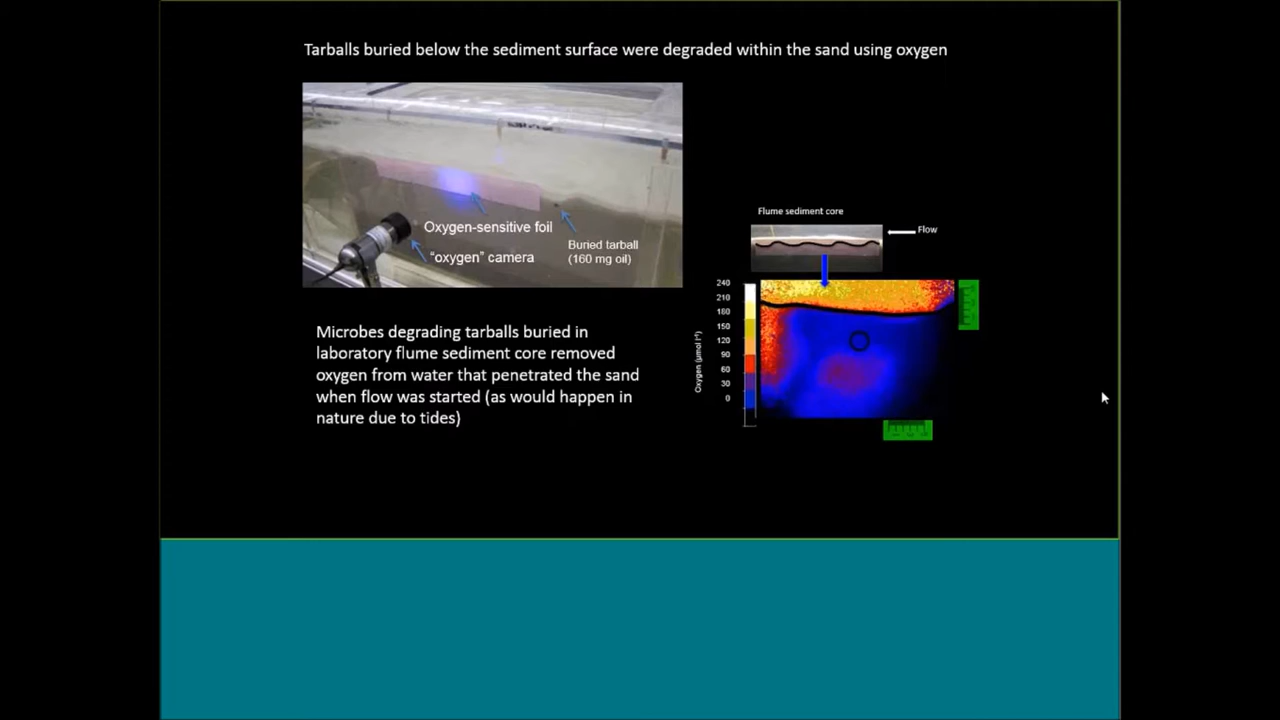 Tarballs buried below the sediment surface were degraded within the sand using oxygen
Oxygen-sensitive foil
"oxygen" camera
Buried tarball
(160 mg oil)
Microbes degrading tarballs buried in
laboratory flume sediment core removed
oxygen from water that penetrated the sand
when flow was started (as would happen in
nature due to tides)
Flume sediment core
Flow
Oxygen (µmol l⁻¹)
240
210
180
150
120
90
60
30
0